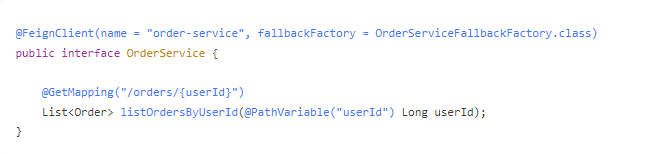 @FeignClient(name = "order-service", fallbackFactory = OrderServiceFallbackFactory.class)
public interface OrderService {
    @GetMapping("/orders/{userId}")
    List<Order> listOrdersByUserId(@PathVariable("userId") Long userId);
}